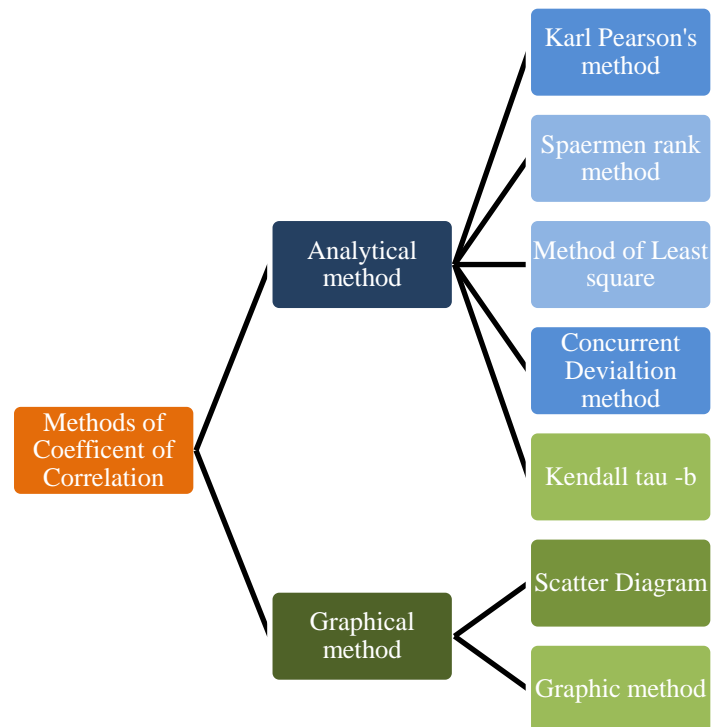 Karl Pearson's
method
Spaermen rank
method
Analytical
method
Method of Least
square
Concurrent
Devialtion
method
Methods of
Coefficent of
Correlation
Kendall tau -b
Scatter Diagram
Graphical
method
Graphic method